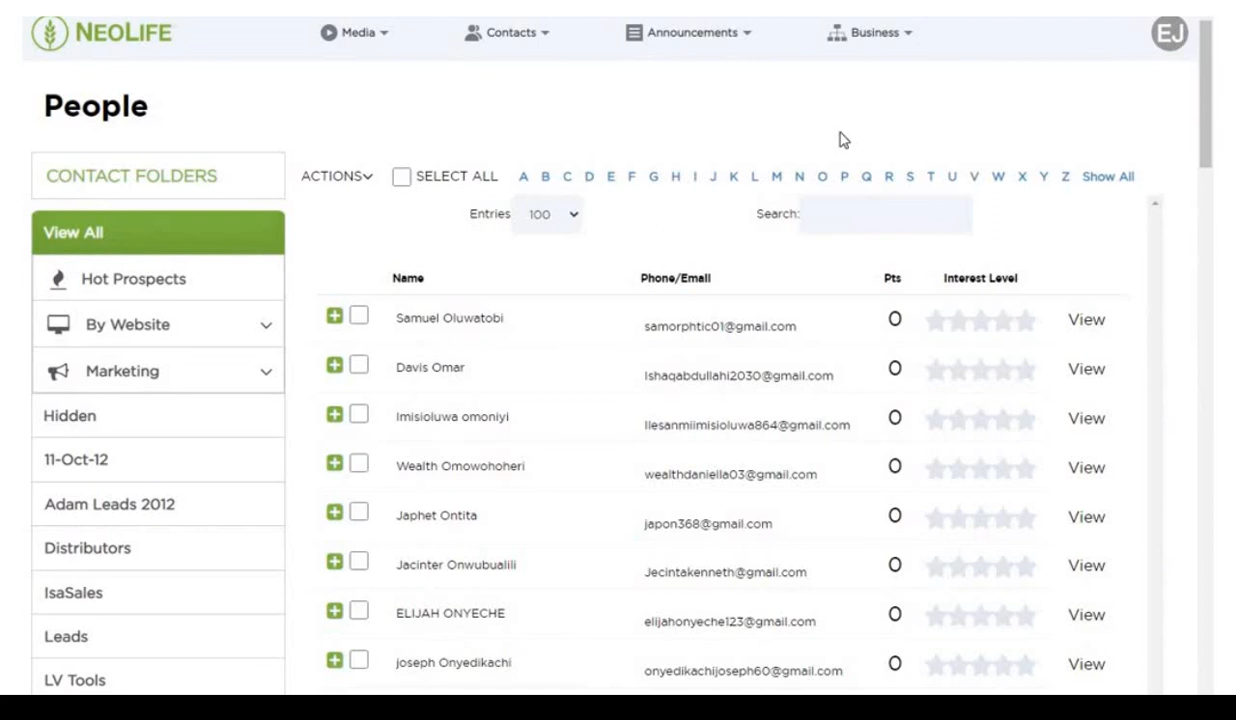 NEOLIFE
Media
Contacts
Announcements
Business
EJ
People
CONTACT FOLDERS
ACTIONS
SELECT ALL
A B C D E F G H I J K L M N O P Q R S T U V W X Y Z Show All
Entries 100
Search:
View All
Hot Prospects
By Website
Marketing
Hidden
11-Oct-12
Adam Leads 2012
Distributors
IsaSales
Leads
LV Tools
Name Phone/Email Pts Interest Level
Samuel Oluwatobi samorphtic01@gmail.com 0 View
Davis Omar Ishaqabdullahi2030@gmail.com 0 View
Imisioluwa omoniyi Ilesanmiimisioluwa864@gmail.com 0 View
Wealth Omowohoheri wealthdaniella03@gmail.com 0 View
Japhet Ontita japon368@gmail.com 0 View
Jacinter Onwubualili Jecintakenneth@gmail.com 0 View
ELIJAH ONYECHE elijahonyeche123@gmail.com 0 View
joseph Onyedikachi onyedikachijoseph60@gmail.com 0 View